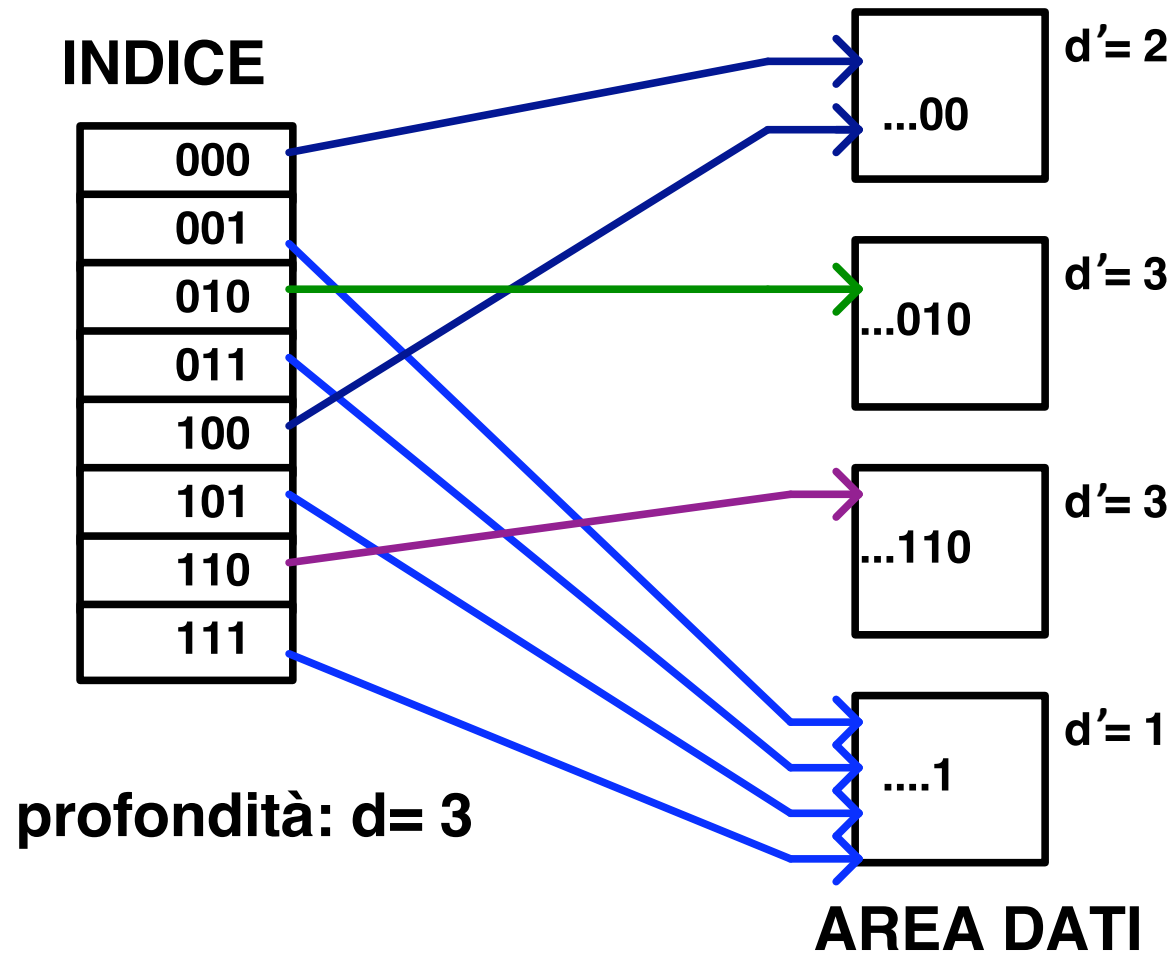 INDICE
000
001
010
011
100
101
110
111
profondità: d= 3
...00
d’= 2
...010
d’= 3
...110
d’= 3
....1
d’= 1
AREA DATI